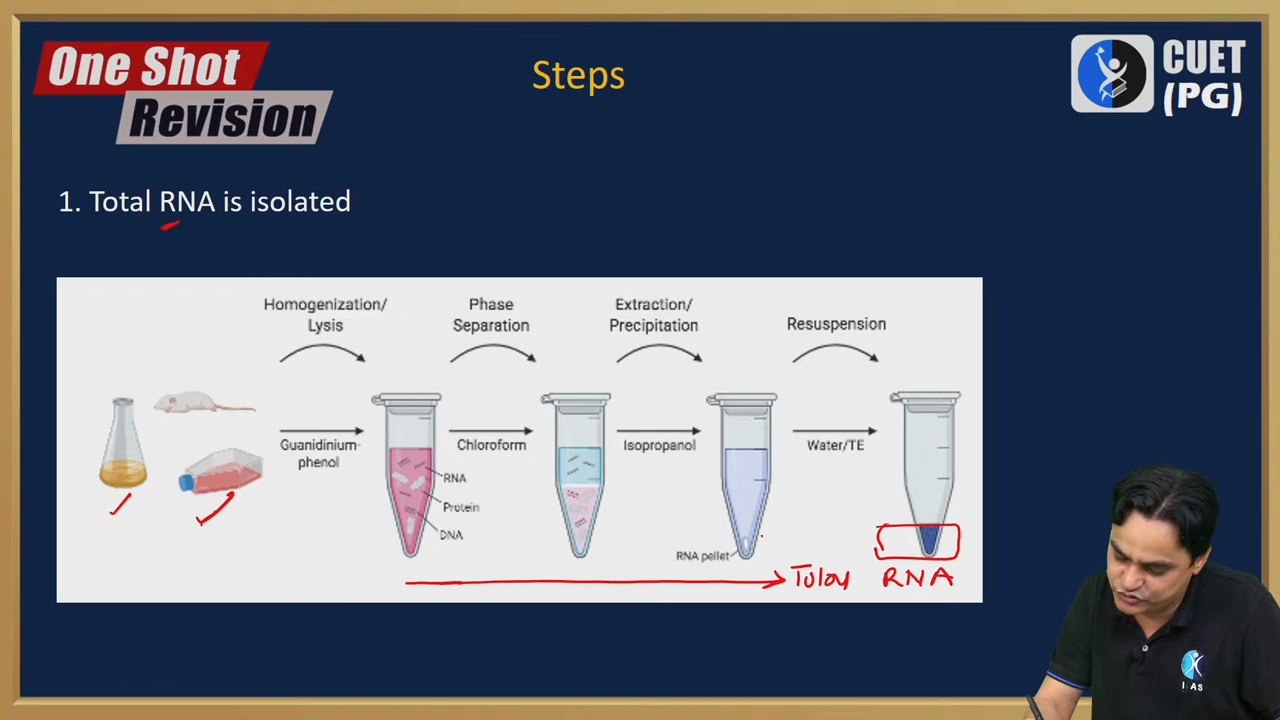 One Shot
Revision
Steps
CUET
(PG)
1. Total RNA is isolated
Homogenization/
Lysis
Phase
Separation
Extraction/
Precipitation
Resuspension
Guanidinium-
phenol
Chloroform
Isopropanol
Water/TE
RNA
Protein
DNA
RNA pellet
RNA